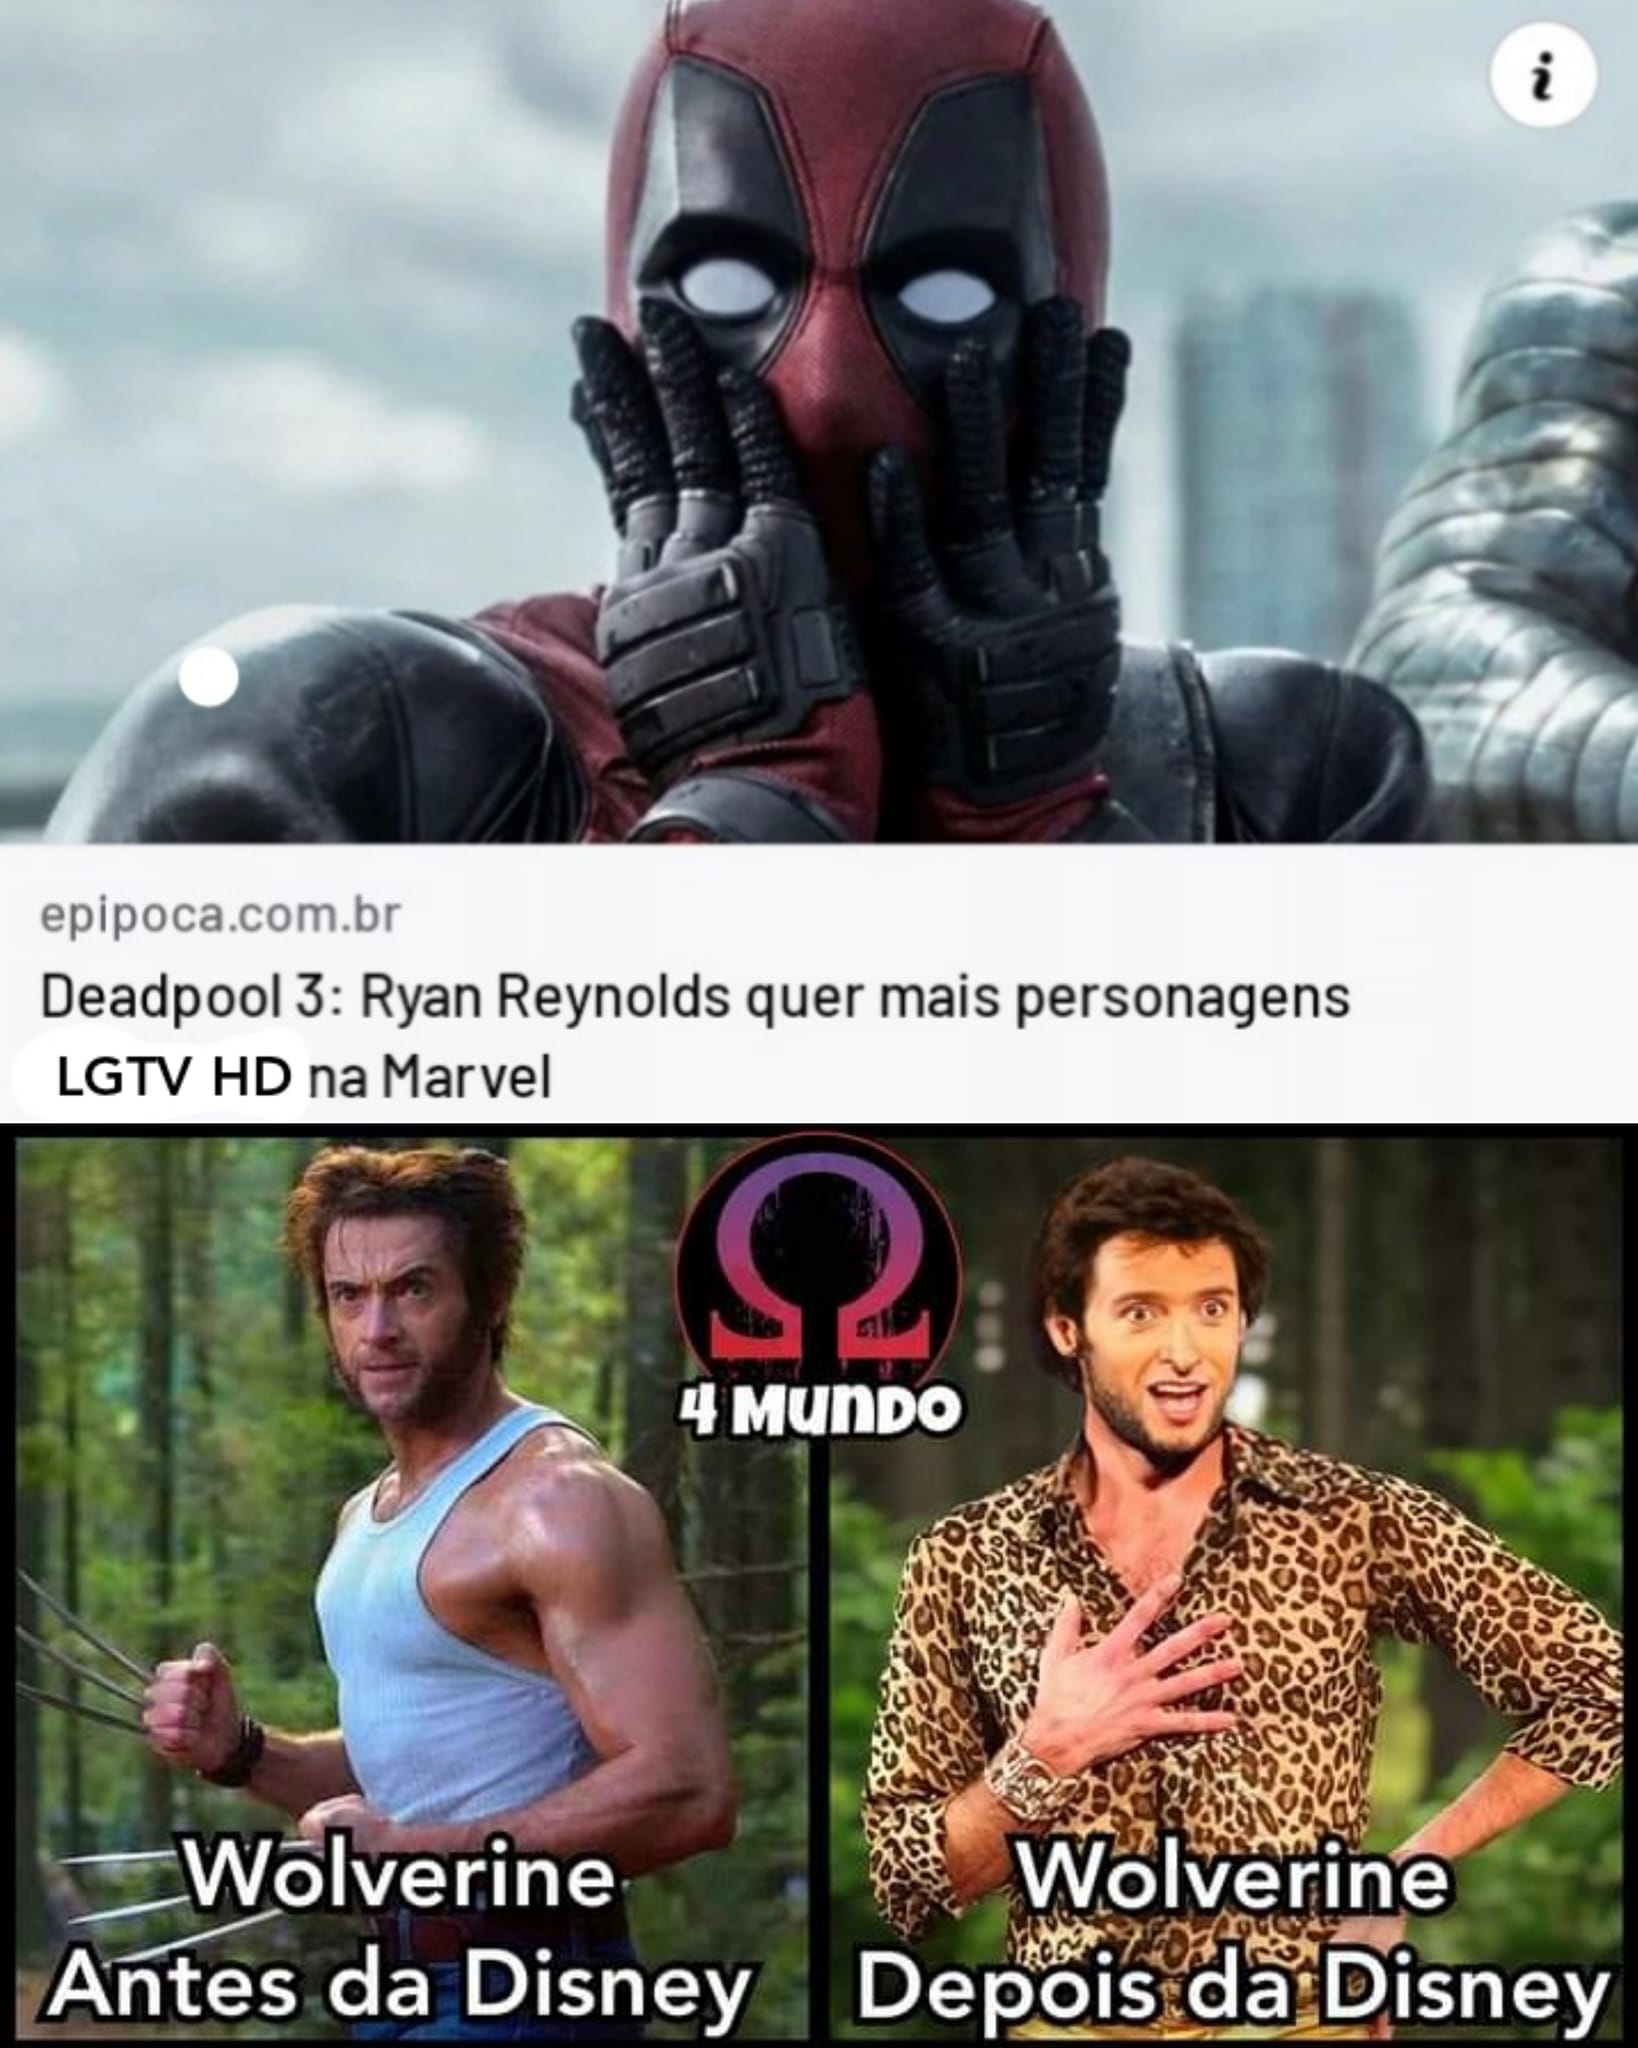 i
epipoca.com.br
Deadpool 3: Ryan Reynolds quer mais personagens
LGTV HD na Marvel
Ω
4 MUNDO
Wolverine
Antes da Disney
Wolverine
Depois da Disney